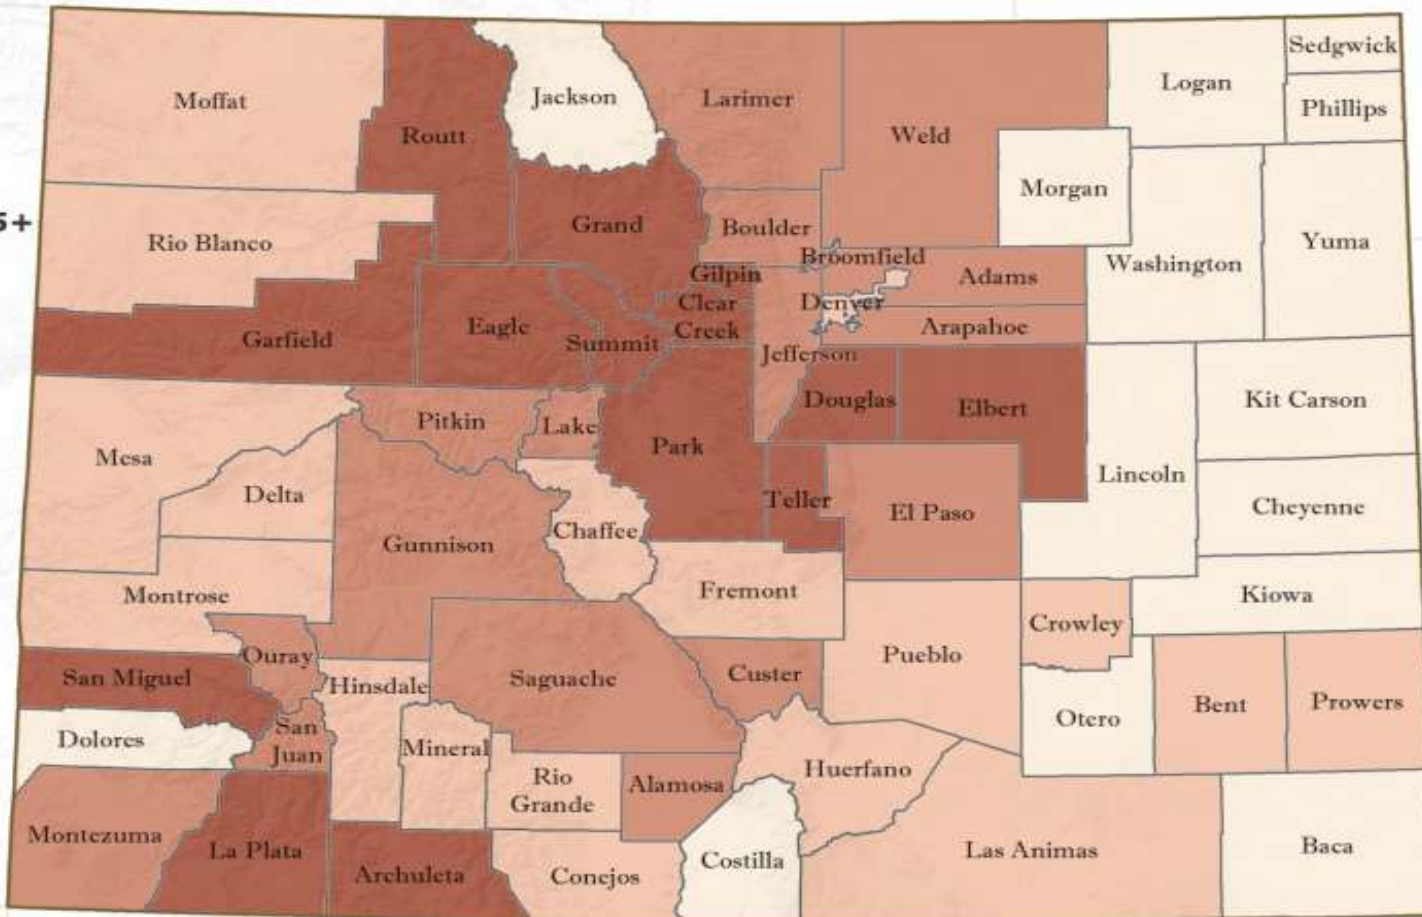 Sedgwick
Logan
Moffat
Jackson
Larimer
Phillips
Routt
Weld
Morgan
5+
Grand
Boulder
Rio Blanco
Yuma
Broomfield
Washington
Gilpin
Adams
Clear
Creek
Denver
Eagle
Arapahoe
Garfield
Summit
Jefferson
Douglas
Elbert
Kit Carson
Pitkin
Lake
Park
Mesa
Lincoln
Delta
Teller
El Paso
Cheyenne
Chaffee
Gunnison
Fremont
Montrose
Kiowa
Crowley
Ouray
Pueblo
San Miguel
Hinsdale
Saguache
Custer
Bent
Prowers
Otero
San
Juan
Dolores
Mineral
Rio
Grande
Huerfano
Alamosa
Montezuma
La Plata
Las Animas
Baca
Costilla
Archuleta
Conejos